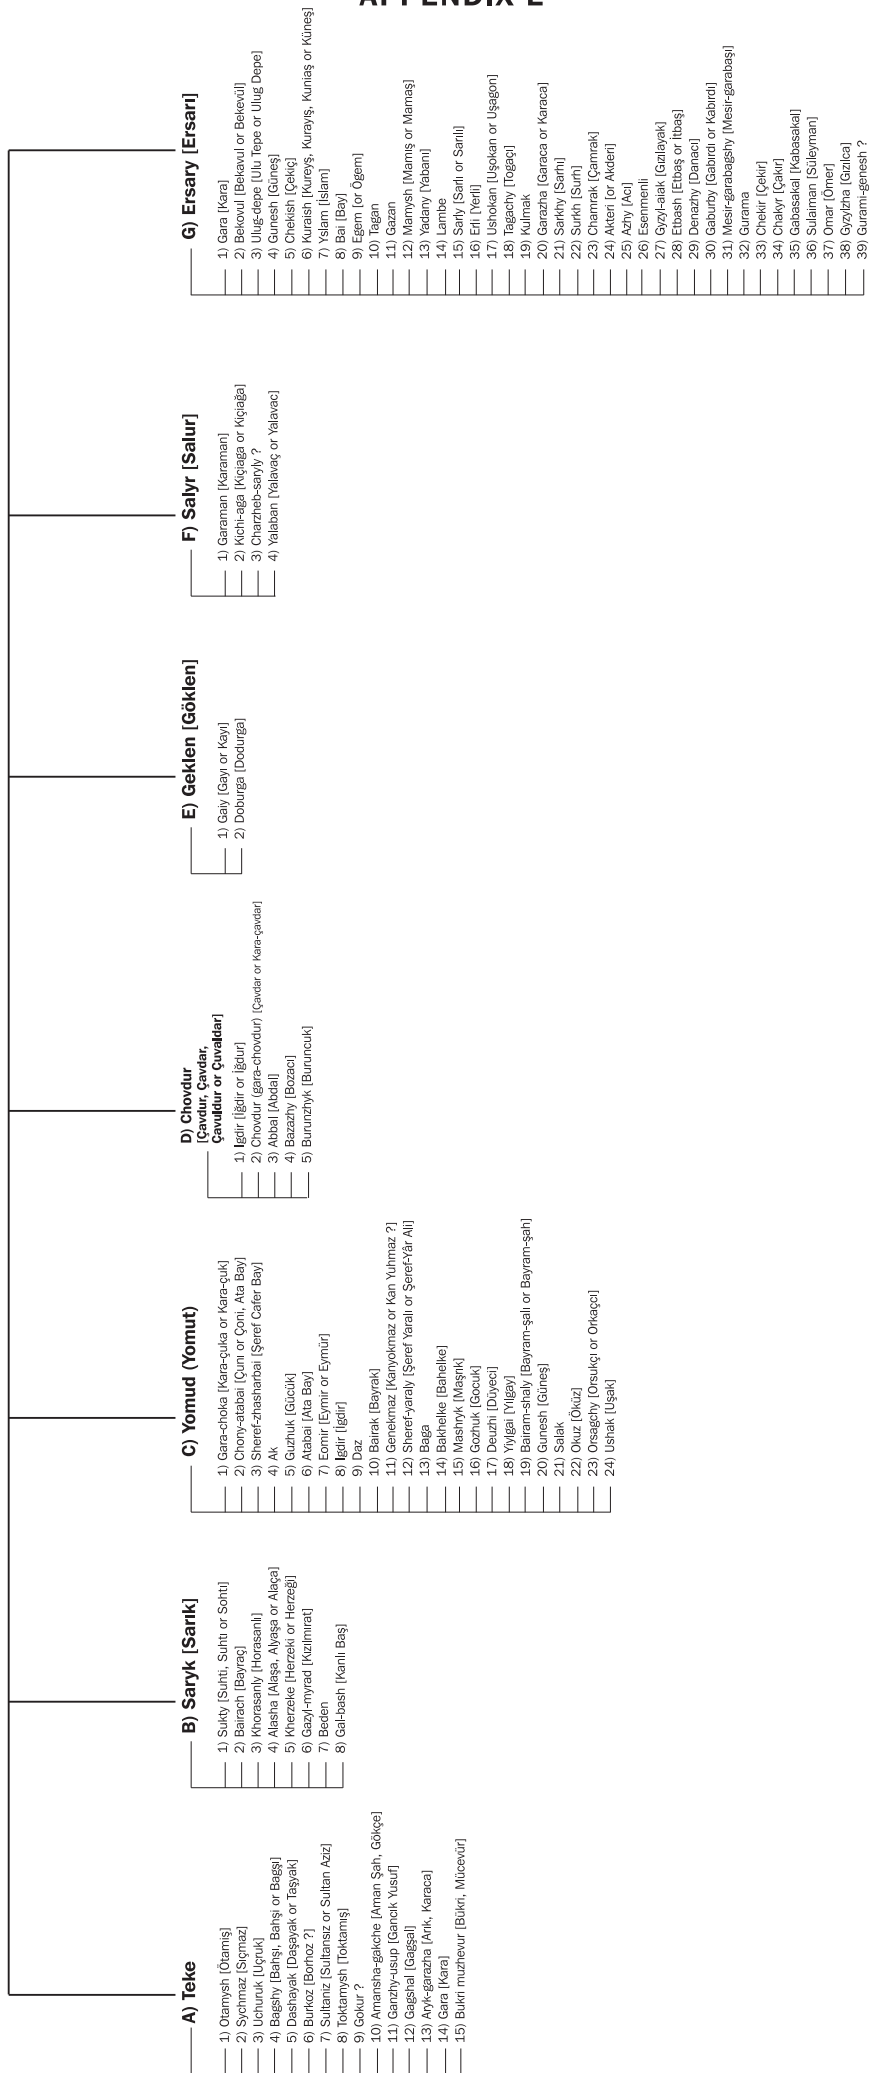 APPENDIX E
A) Teke
1) Otamysh [Ötamiş]
2) Sychmaz [Sıçmaz]
3) Uchuruk [Uçruk]
4) Bagshy [Bahşı, Bahşi or Bagşı]
5) Dashayak [Daşayak or Taşyak]
6) Burkoz [Borhoz ?]
7) Sultaniz [Sultansız or Sultan Aziz]
8) Toktamysh [Toktamış]
9) Gokur ?
10) Amansha-gakche [Aman Şah, Gökçe]
11) Ganzhy-usup [Gancık Yusuf]
12) Gagshal [Gagşal]
13) Aryk-garazha [Arık, Karaca]
14) Gara [Kara]
15) Bukri muzhevur [Bükri, Mücevür]
B) Saryk [Sarık]
1) Sukty [Suhti, Suhtı or Sohtı]
2) Bairach [Bayraç]
3) Khorasanly [Horasanlı]
4) Alasha [Alaşa, Alyaşa or Alaça]
5) Kherzeke [Herzeki or Herzeği]
6) Gazyl-myrad [Kızılmırat]
7) Beden
8) Gal-bash [Kanlı Baş]
C) Yomud (Yomut)
1) Gara-choka [Kara-çuka or Kara-çuk]
2) Chony-atabai [Çunı or Çoni, Ata Bay]
3) Sheref-zhasharbai [Şeref Cafer Bay]
4) Ak
5) Guzhuk [Gücük]
6) Atabai [Ata Bay]
7) Eomir [Eymir or Eymür]
8) Igdir [İgdir]
9) Daz
10) Bairak [Bayrak]
11) Genekmaz [Kanyokmaz or Kan Yuhmaz ?]
12) Sheref-yaraly [Şeref Yaralı or Şeref-Yâr Ali]
13) Baga
14) Bakhelke [Bahelke]
15) Mashryk [Maşrık]
16) Gozhuk [Gocuk]
17) Deuzhi [Düyeci]
18) Yiylgai [Yılgay]
19) Bairam-shaly [Bayram-şalı or Bayram-şah]
20) Gunesh [Güneş]
21) Salak
22) Okuz [Öküz]
23) Orsagchy [Orsukçı or Orkaçcı]
24) Ushak [Uşak]
D) Chovdur
[Çavdur, Çavdar,
Çavuldur or Çuvaldar]
1) Igdir [İğdir or İğdur]
2) Chovdur (gara-chovdur) [Çavdar or Kara-çavdar]
3) Abbal [Abdal]
4) Bazazhy [Bozacı]
5) Burunzhyk [Buruncuk]
E) Geklen [Göklen]
1) Gaiy [Gayı or Kayı]
2) Doburga [Dodurga]
F) Salyr [Salur]
1) Garaman [Karaman]
2) Kichi-aga [Kiçiaga or Kiçiağa]
3) Charzheb-saryly ?
4) Yalaban [Yalavaç or Yalavac]
G) Ersary [Ersarı]
1) Gara [Kara]
2) Bekovul [Bekavul or Bekevül]
3) Ulug-depe [Ulu Tepe or Ulug Depe]
4) Gunesh [Güneş]
5) Chekish [Çekiç]
6) Kuraish [Kureyş, Kurayış, Kuniaş or Küneş]
7) Yslam [İslam]
8) Bai [Bay]
9) Egem [or Ögem]
10) Tagan
11) Gazan
12) Mamysh [Mamış or Mamaş]
13) Yadany [Yabanı]
14) Lambe
15) Sarly [Sarlı or Sarılı]
16) Erli [Yerli]
17) Ushokan [Uşokan or Uşagon]
18) Tagachy [Togaçı]
19) Kulmak
20) Garazha [Garaca or Karaca]
21) Sarkhy [Sarhı]
22) Surkh [Surh]
23) Chamrak [Çamrak]
24) Akteri [or Akderi]
25) Azhy [Acı]
26) Esenmenli
27) Gyzyl-aiak [Gızılayak]
28) Etbash [Etbaş or İtbaş]
29) Denazhy [Danacı]
30) Gaburby [Gabırdı or Kabırdı]
31) Mesir-garabagshy [Mesir-garabaşı]
32) Gurama
33) Chekir [Çekir]
34) Chakyr [Çakır]
35) Gabasakal [Kabasakal]
36) Sulaiman [Süleyman]
37) Omar [Ömer]
38) Gyzylzha [Gızılca]
39) Gurami-genesh ?